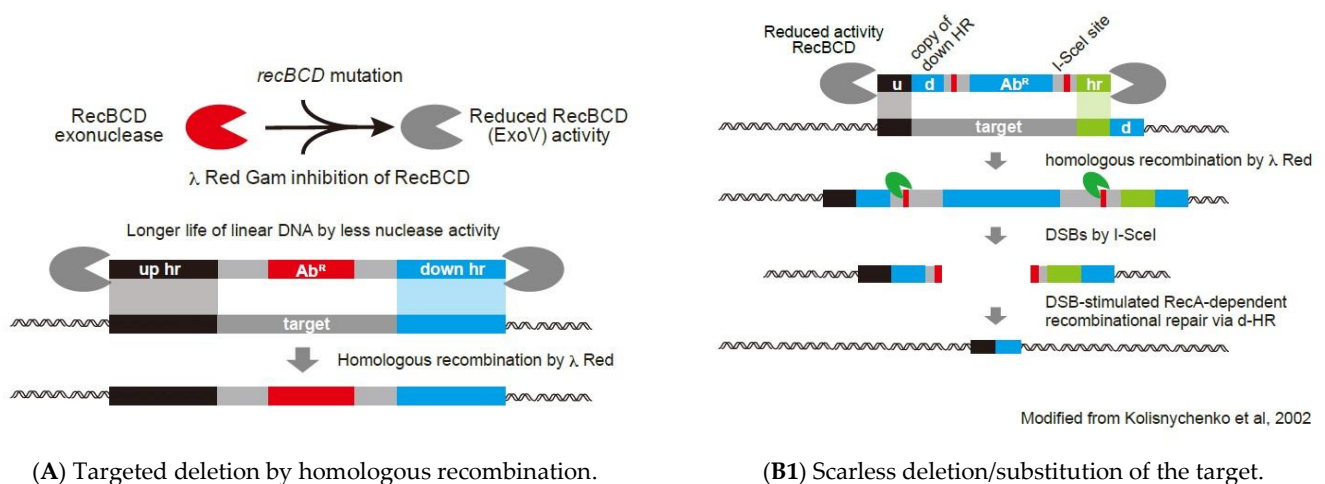 recBCD mutation
RecBCD
exonuclease
Reduced RecBCD
(ExoV) activity
λ Red Gam inhibition of RecBCD
Longer life of linear DNA by less nuclease activity
up hr
Ab^R
down hr
target
Homologous recombination by λ Red
(A) Targeted deletion by homologous recombination.
Reduced activity
RecBCD
copy of
down HR
I-SceI site
u
d
Ab^R
hr
target
d
homologous recombination by λ Red
DSBs by I-SceI
DSB-stimulated RecA-dependent
recombinational repair via d-HR
Modified from Kolisnychenko et al, 2002
(B1) Scarless deletion/substitution of the target.